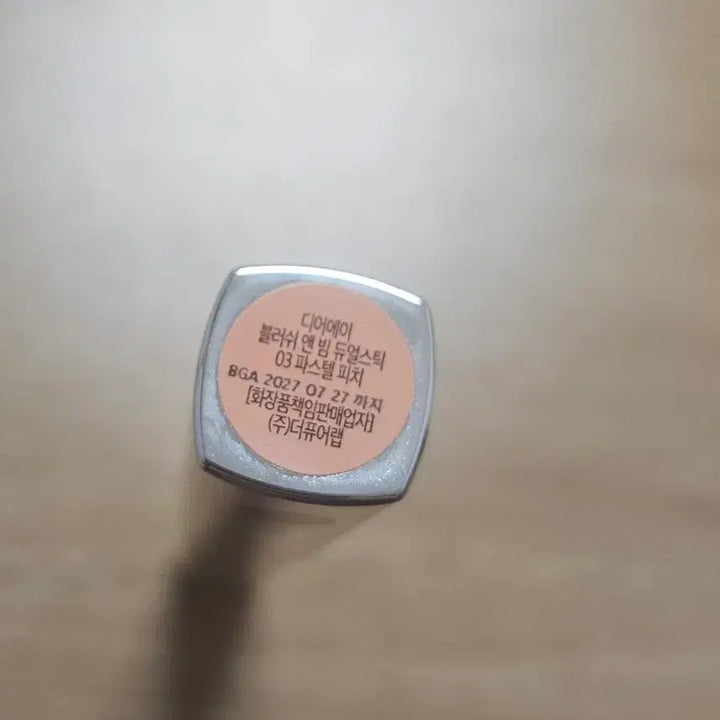 디어에이
블러쉬 앤 빔 듀얼스틱
03 파스텔 피치
BGA 2027 07 27 까지
[화장품책임판매업자]
(주)더퓨어랩